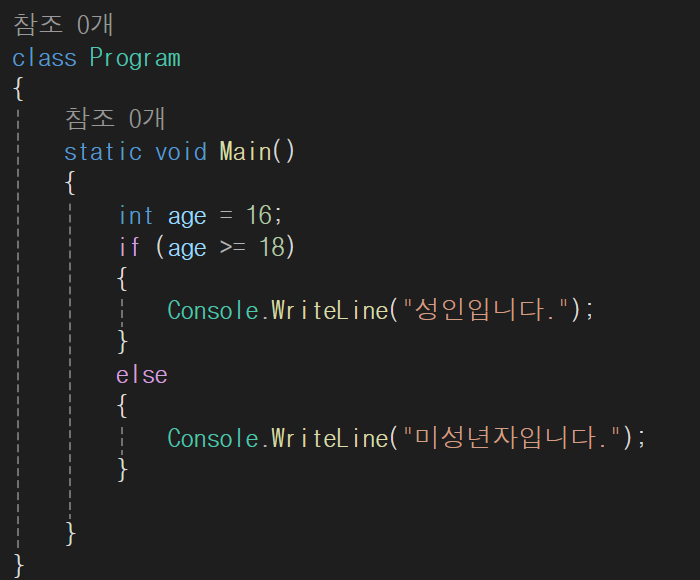 참조 0개
class Program
{
참조 0개
static void Main()
{
int age = 16;
if (age >= 18)
{
Console.WriteLine("성인입니다.");
}
else
{
Console.WriteLine("미성년자입니다.");
}
}
}